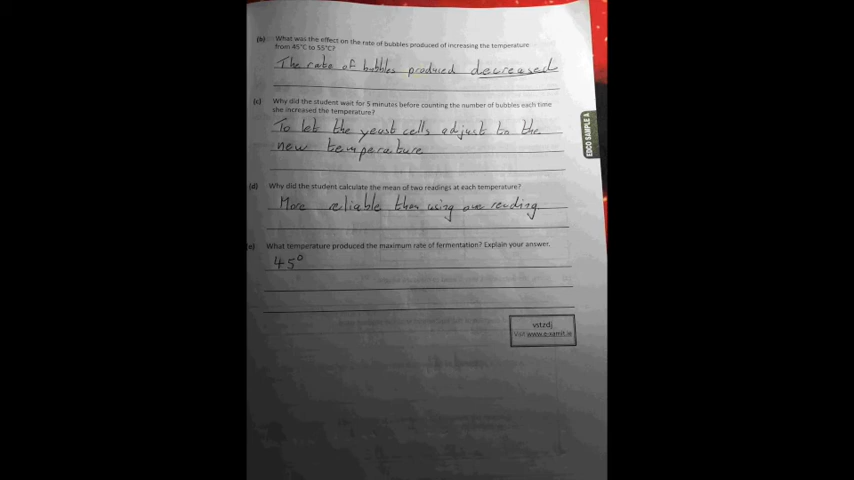 (b) What was the effect on the rate of bubbles produced of increasing the temperature
from 45°C to 55°C?
The rate of bubbles produced decreased
(c) Why did the student wait for 5 minutes before counting the number of bubbles each time
she increased the temperature?
To let the yeast cells adjust to the
new temperature
(d) Why did the student calculate the mean of two readings at each temperature?
More reliable than using one reading
(e) What temperature produced the maximum rate of fermentation? Explain your answer.
45°
vstzdj
Visit www.e-xamit.ie
EDCO SAMPLE A